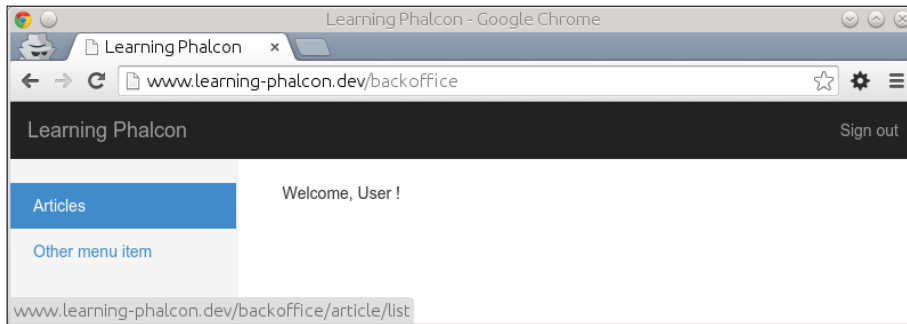 Learning Phalcon - Google Chrome
Learning Phalcon ×
www.learning-phalcon.dev/backoffice
Learning Phalcon Sign out
Articles
Welcome, User !
Other menu item
www.learning-phalcon.dev/backoffice/article/list